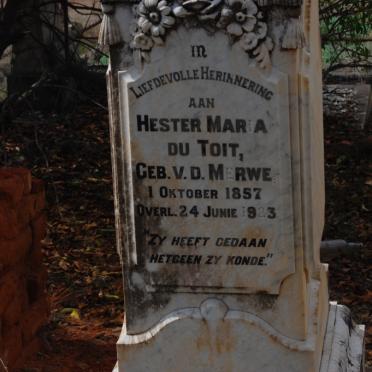 IN
LIEFDEVOLLE HERINNERING
AAN
HESTER MARIA
DU TOIT,
GEB. V. D. MERWE
1 OKTOBER 1857
OVERL. 24 JUNIE 1923
"ZY HEEFT GEDAAN
HETGEEN ZY KONDE."